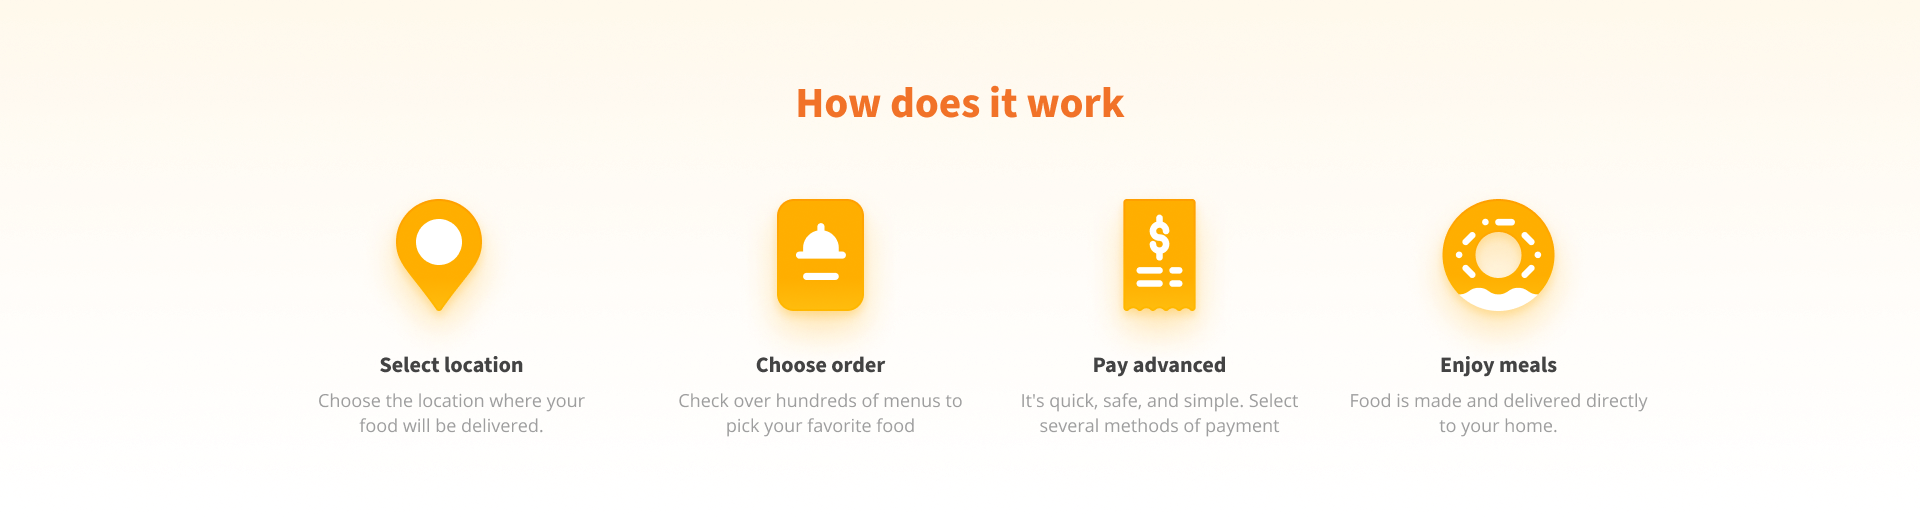 How does it work
Select location
Choose the location where your
food will be delivered.
Choose order
Check over hundreds of menus to
pick your favorite food
$
Pay advanced
It's quick, safe, and simple. Select
several methods of payment
Enjoy meals
Food is made and delivered directly
to your home.